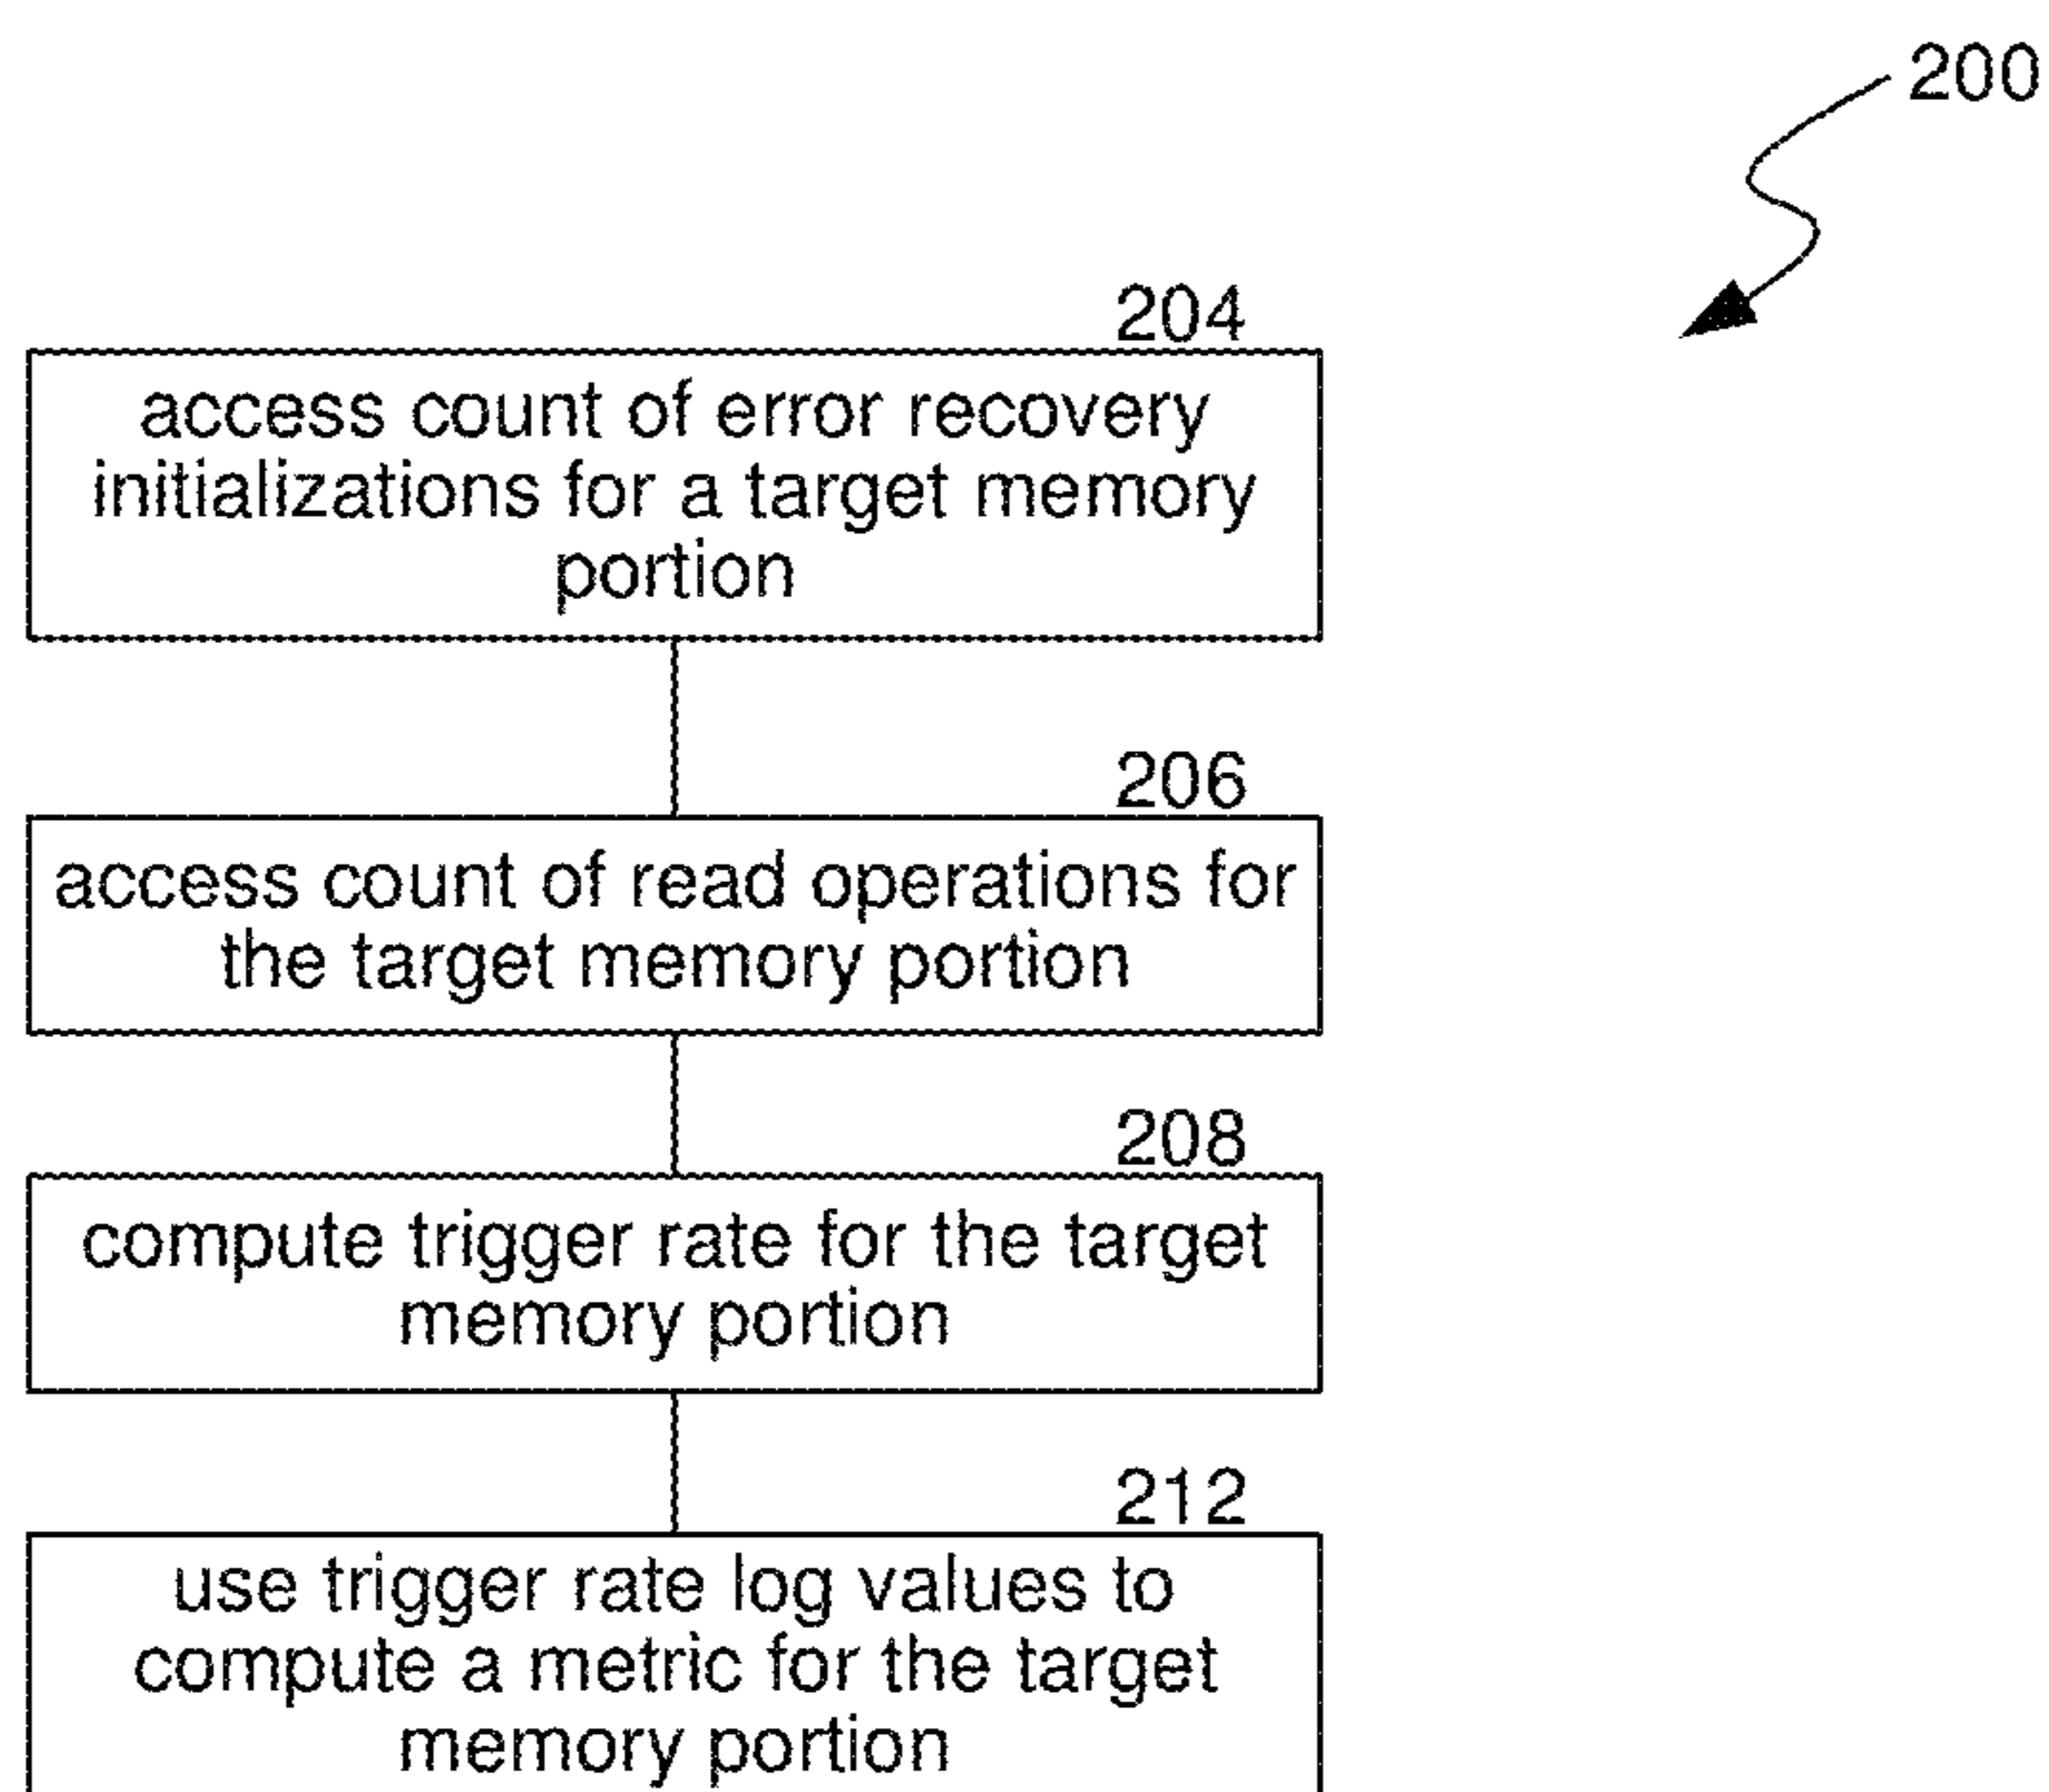 200
204
access count of error recovery
initializations for a target memory
portion
206
access count of read operations for
the target memory portion
208
compute trigger rate for the target
memory portion
212
use trigger rate log values to
compute a metric for the target
memory portion